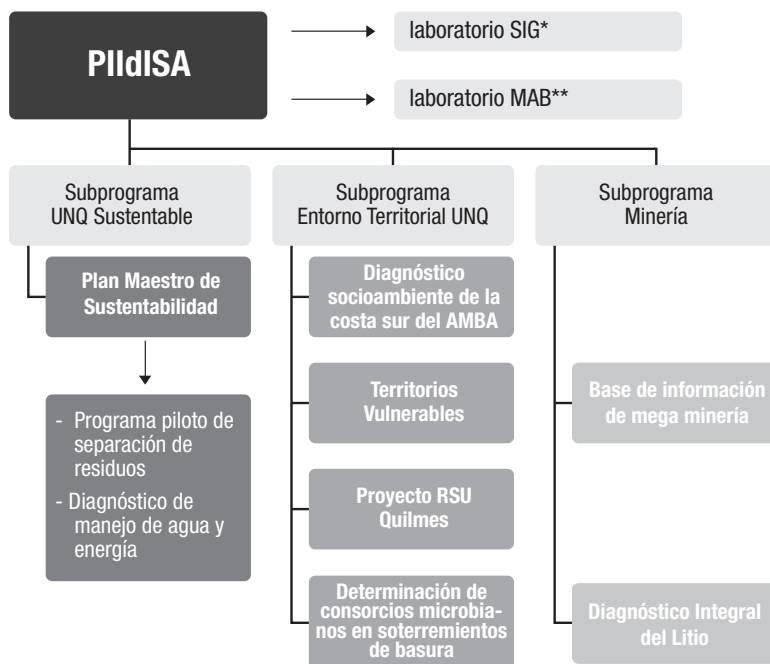 PIIdISA
laboratorio SIG*
laboratorio MAB**
Subprograma
UNQ Sustentable
Plan Maestro de
Sustentabilidad
- Programa piloto de
separación de
residuos
- Diagnóstico de
manejo de agua y
energía
Subprograma
Entorno Territorial UNQ
Diagnóstico
socioambiente de la
costa sur del AMBA
Territorios
Vulnerables
Proyecto RSU
Quilmes
Determinación de
consorcios microbia-
nos en soterremientos
de basura
Subprograma
Minería
Base de información
de mega minería
Diagnóstico Integral
del Litio